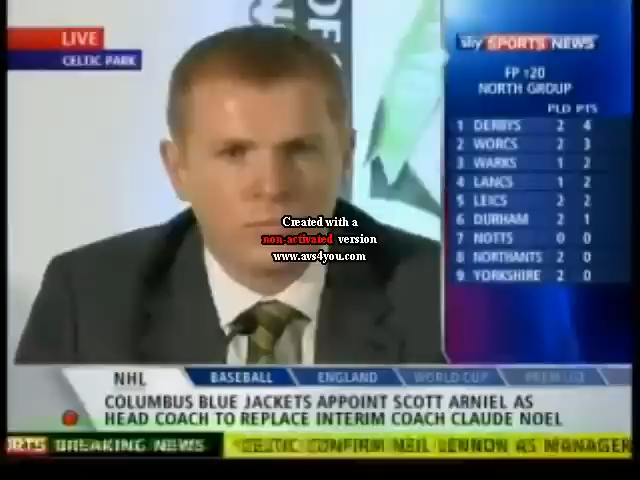 LIVE
CELTIC PARK
sky SPORTS NEWS
FP t20
NORTH GROUP
PLD PTS
1 DERBYS 2 4
2 WORCS 2 3
3 WARKS 1 2
4 LANCS 1 2
5 LEICS 2 2
6 DURHAM 2 1
7 NOTTS 0 0
8 NORTHANTS 2 0
9 YORKSHIRE 2 0
Created with a
non-activated version
www.avs4you.com
NHL BASEBALL ENGLAND WORLD CUP
COLUMBUS BLUE JACKETS APPOINT SCOTT ARNIEL AS
HEAD COACH TO REPLACE INTERIM COACH CLAUDE NOEL
RTS BREAKING NEWS "CELTIC CONFIRM NEIL LENNON AS MANAGER